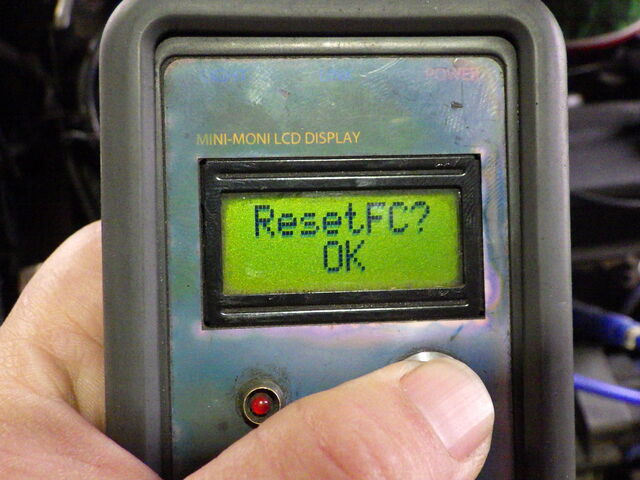 POWER
MINI-MONI LCD DISPLAY
ResetFC?
OK